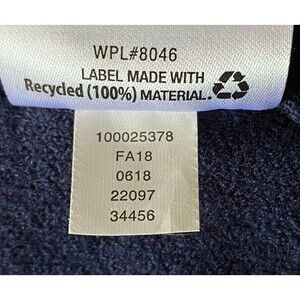 WPL#8046
LABEL MADE WITH
Recycled (100%) MATERIAL.
100025378
FA18
0618
22097
34456